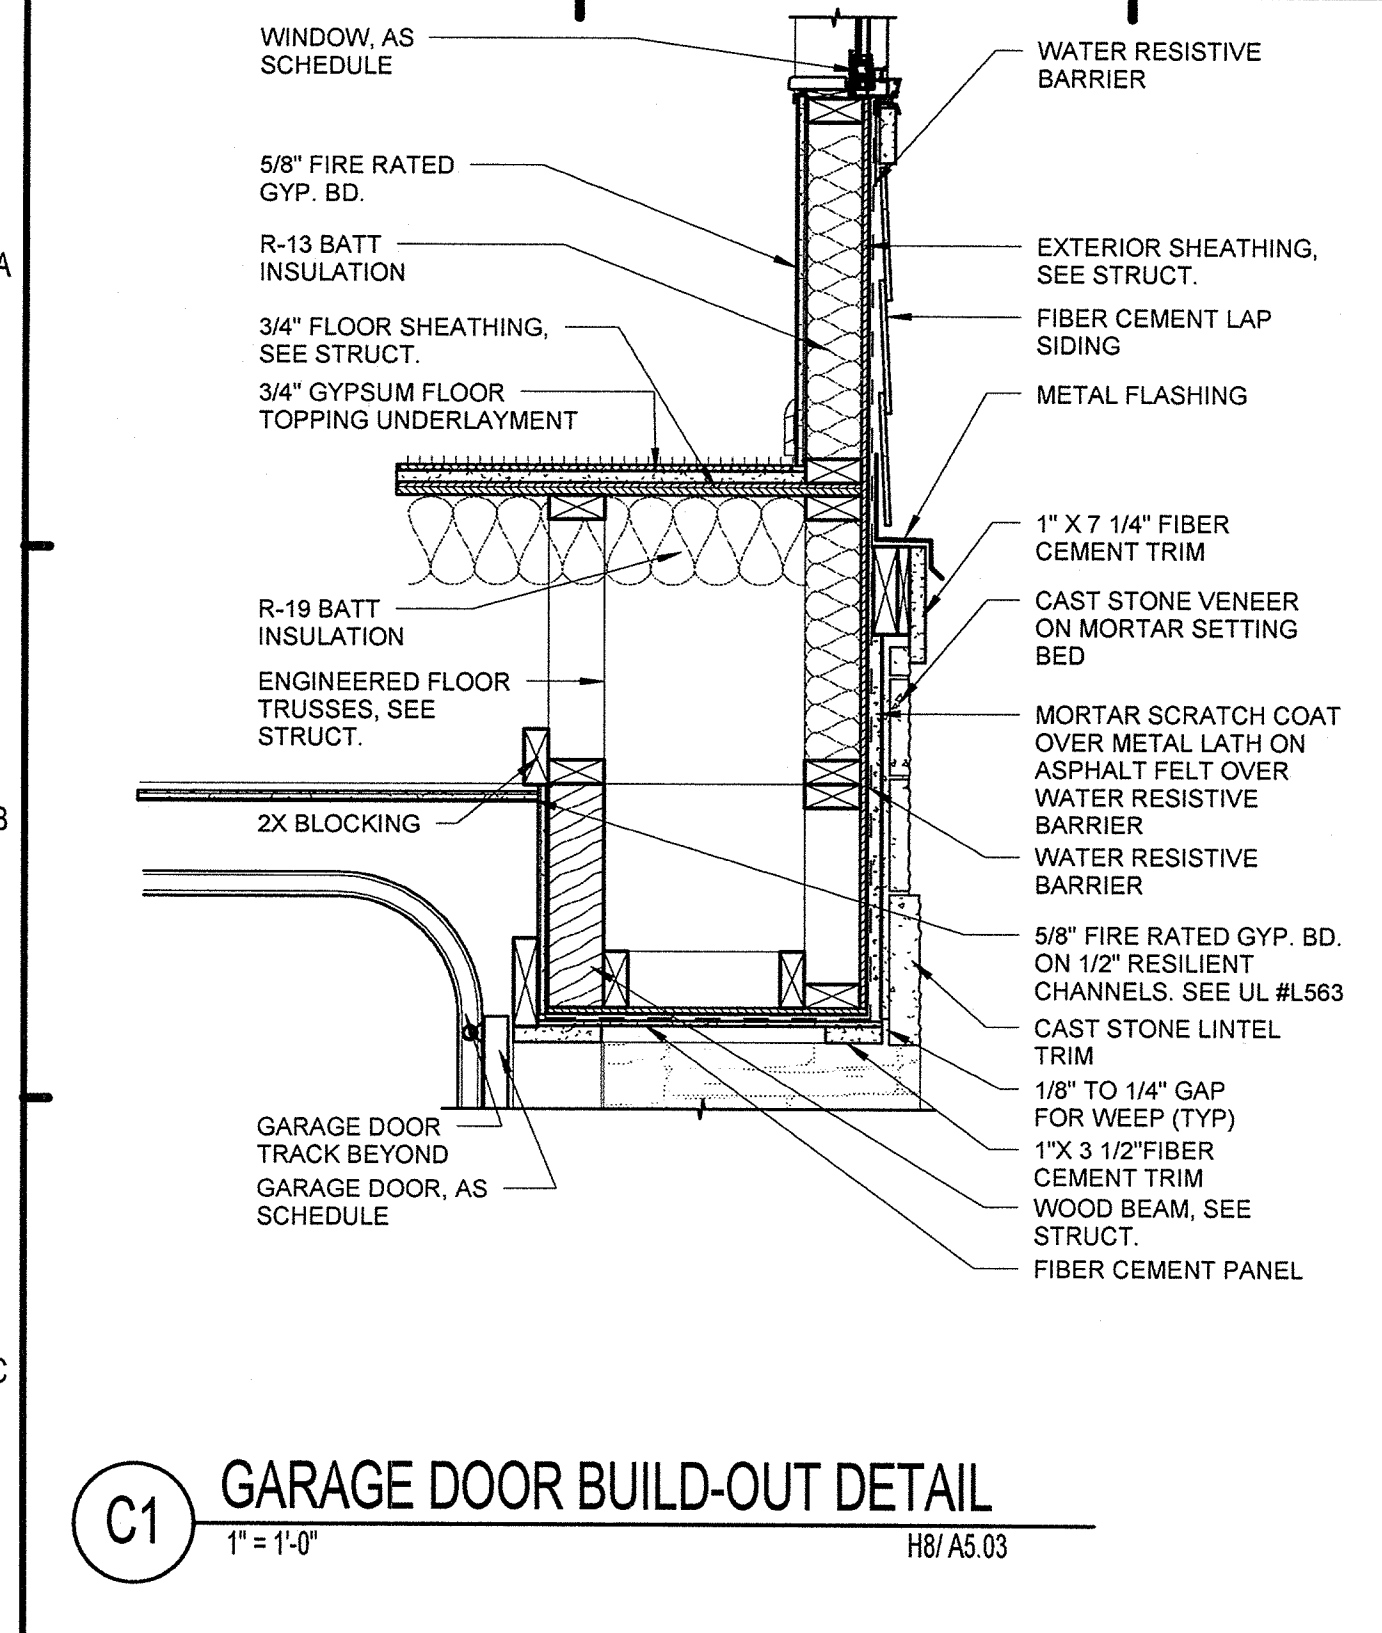 WINDOW, AS
SCHEDULE
5/8" FIRE RATED
GYP. BD.
R-13 BATT
INSULATION
3/4" FLOOR SHEATHING,
SEE STRUCT.
3/4" GYPSUM FLOOR
TOPPING UNDERLAYMENT
R-19 BATT
INSULATION
ENGINEERED FLOOR
TRUSSES, SEE
STRUCT.
2X BLOCKING
GARAGE DOOR
TRACK BEYOND
GARAGE DOOR, AS
SCHEDULE
WATER RESISTIVE
BARRIER
EXTERIOR SHEATHING,
SEE STRUCT.
FIBER CEMENT LAP
SIDING
METAL FLASHING
1" X 7 1/4" FIBER
CEMENT TRIM
CAST STONE VENEER
ON MORTAR SETTING
BED
MORTAR SCRATCH COAT
OVER METAL LATH ON
ASPHALT FELT OVER
WATER RESISTIVE
BARRIER
WATER RESISTIVE
BARRIER
5/8" FIRE RATED GYP. BD.
ON 1/2" RESILIENT
CHANNELS. SEE UL #L563
CAST STONE LINTEL
TRIM
1/8" TO 1/4" GAP
FOR WEEP (TYP)
1"X 3 1/2"FIBER
CEMENT TRIM
WOOD BEAM, SEE
STRUCT.
FIBER CEMENT PANEL
A
B
C
C1
GARAGE DOOR BUILD-OUT DETAIL
1" = 1'-0"
H8/ A5.03